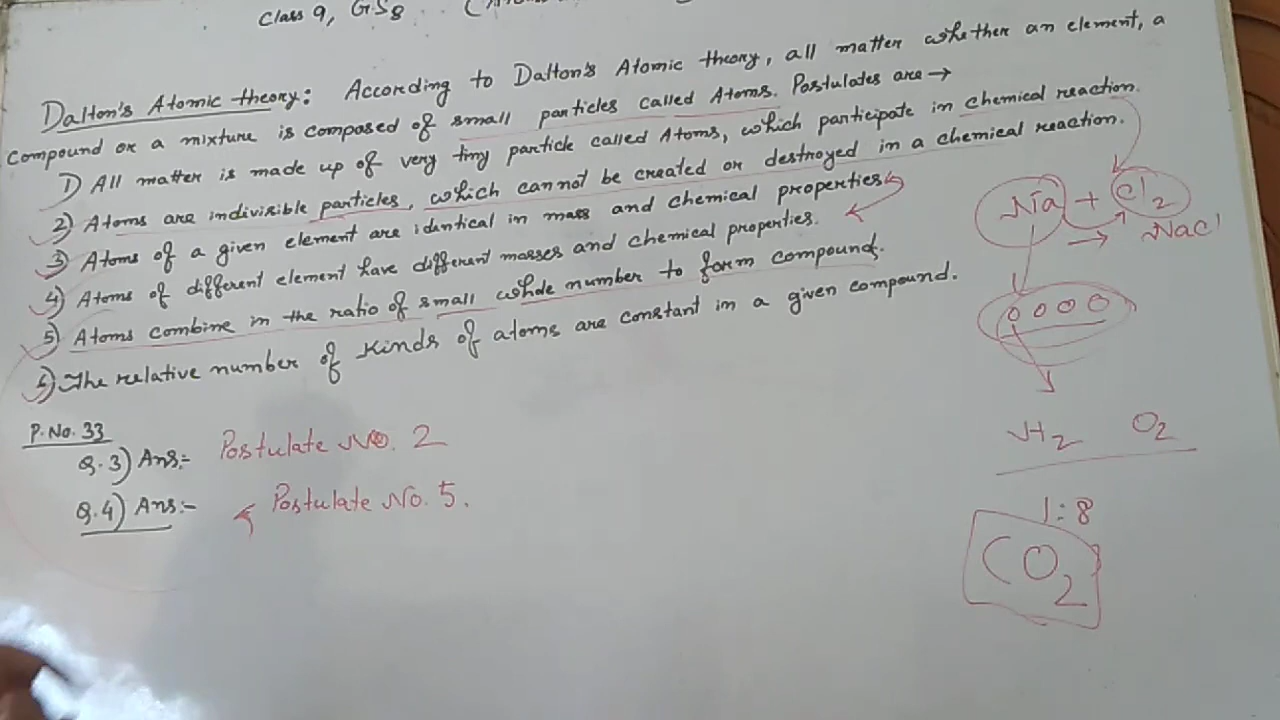 Class 9, GS8
Dalton's Atomic theory: According to Dalton's Atomic theory, all matter whether an element, a
compound or a mixture is composed of small particles called Atoms. Postulates are →
1) All matter is made up of very tiny particle called Atoms, which participate in chemical reaction.
2) Atoms are indivisible particles, which cannot be created or destroyed in a chemical reaction.
3) Atoms of a given element are identical in mass and chemical properties
4) Atoms of different element have different masses and chemical properties.
5) Atoms combine in the ratio of small whole number to form compound.
6) The relative number of kinds of atoms are constant in a given compound.
Na + Cl2
→ NaCl
P. No. 33
Q.3) Ans:- Postulate No. 2
Q.4) Ans:- Postulate No. 5.
H2 O2
1:8
CO2